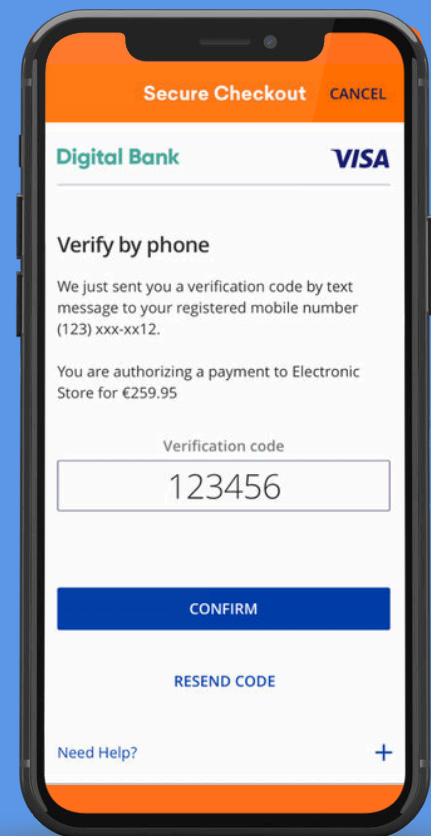 Secure Checkout CANCEL
Digital Bank VISA
Verify by phone
We just sent you a verification code by text
message to your registered mobile number
(123) xxx-xx12.
You are authorizing a payment to Electronic
Store for €259.95
Verification code
123456
CONFIRM
RESEND CODE
Need Help? +